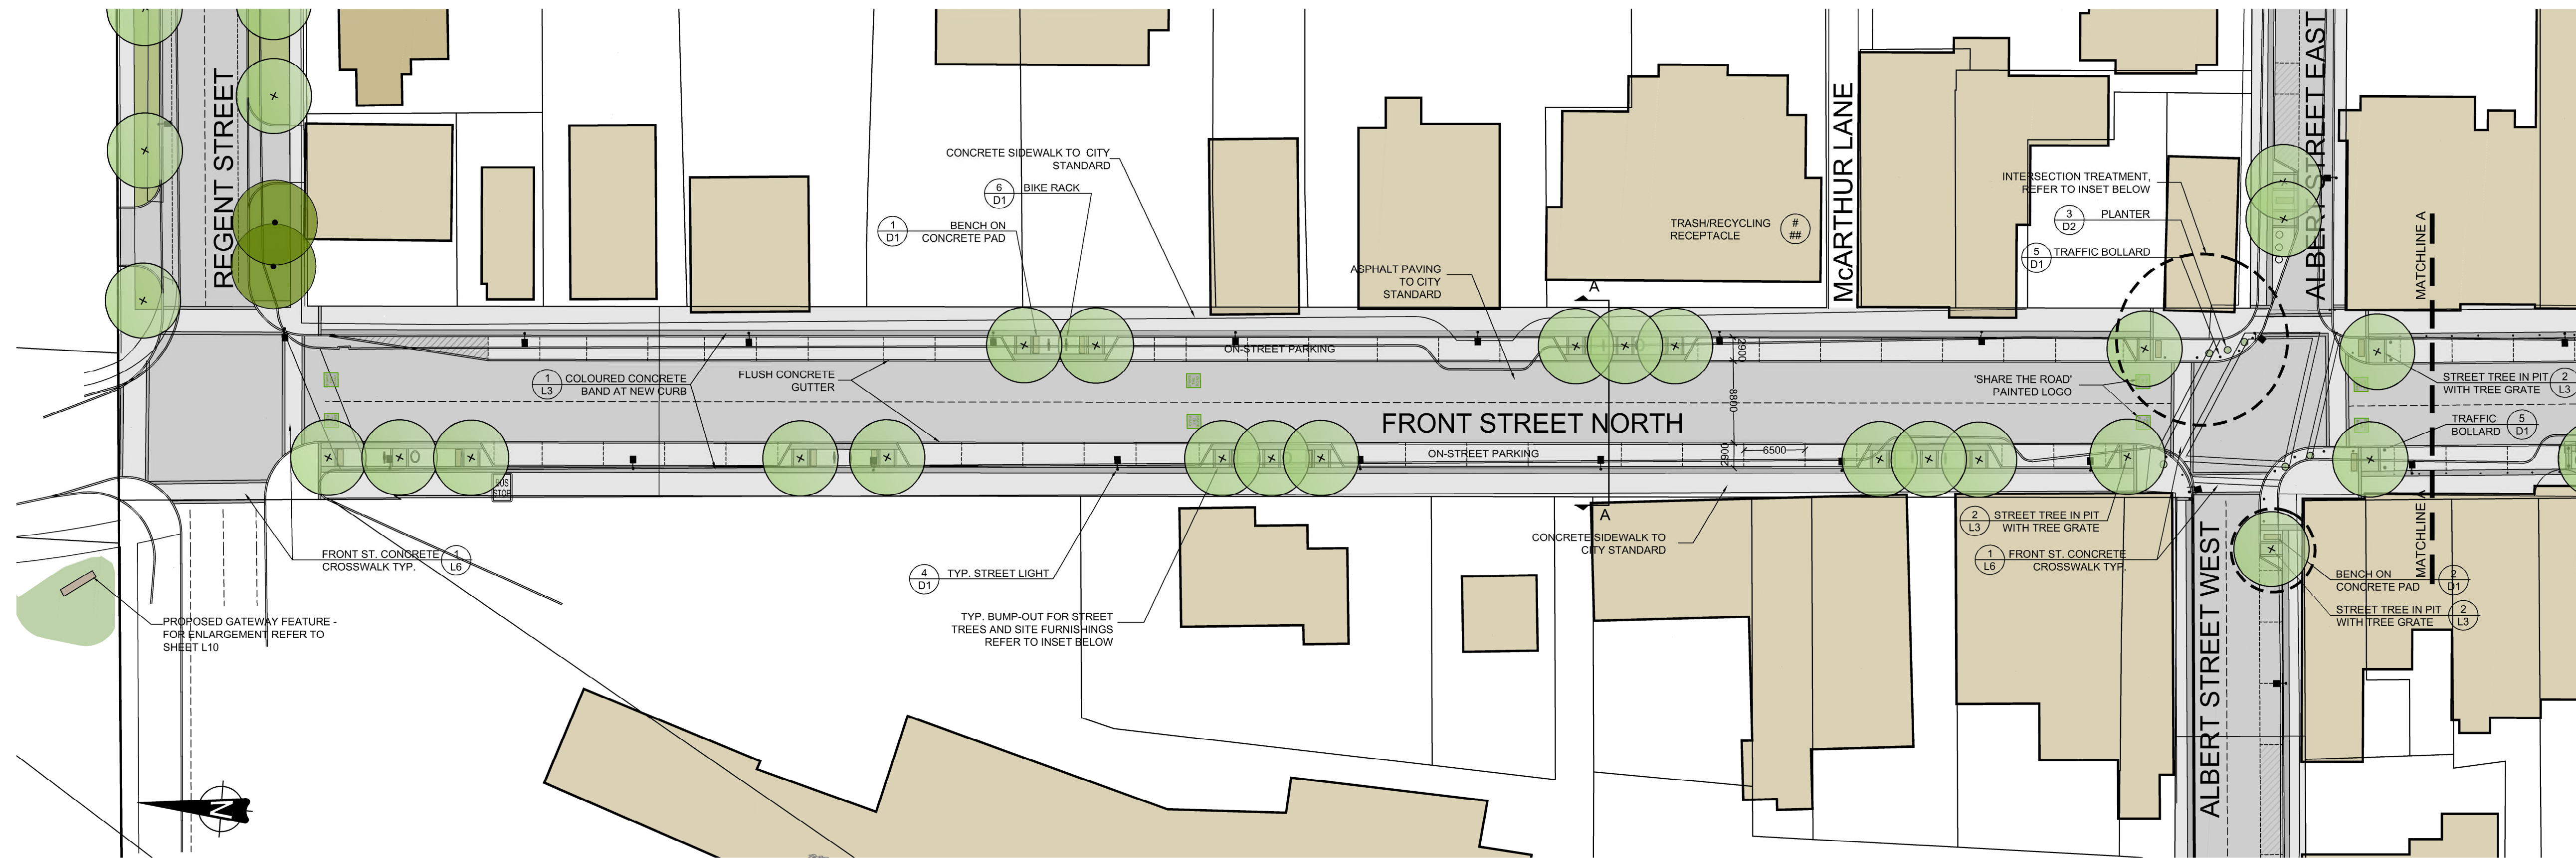 REGENT STREET
McARTHUR LANE
ALBERT STREET EAST
MATCHLINE A
CONCRETE SIDEWALK TO CITY
STANDARD
6
D1
BIKE RACK
1
D1
BENCH ON
CONCRETE PAD
TRASH/RECYCLING
RECEPTACLE
#
##
ASPHALT PAVING
TO CITY
STANDARD
A
INTERSECTION TREATMENT,
REFER TO INSET BELOW
3
D2
PLANTER
5
D1
TRAFFIC BOLLARD
ON-STREET PARKING
2900
1
L3
COLOURED CONCRETE
BAND AT NEW CURB
FLUSH CONCRETE
GUTTER
8800
'SHARE THE ROAD'
PAINTED LOGO
STREET TREE IN PIT
WITH TREE GRATE
2
L3
FRONT STREET NORTH
TRAFFIC
BOLLARD
5
D1
ON-STREET PARKING
2900
6500
BUS
STOP
A
CONCRETE SIDEWALK TO
CITY STANDARD
2
L3
STREET TREE IN PIT
WITH TREE GRATE
1
L6
FRONT ST. CONCRETE
CROSSWALK TYP.
FRONT ST. CONCRETE
CROSSWALK TYP.
1
L6
4
D1
TYP. STREET LIGHT
TYP. BUMP-OUT FOR STREET
TREES AND SITE FURNISHINGS
REFER TO INSET BELOW
PROPOSED GATEWAY FEATURE -
FOR ENLARGEMENT REFER TO
SHEET L10
ALBERT STREET WEST
MATCHLINE A
BENCH ON
CONCRETE PAD
2
D1
STREET TREE IN PIT
WITH TREE GRATE
2
L3
N